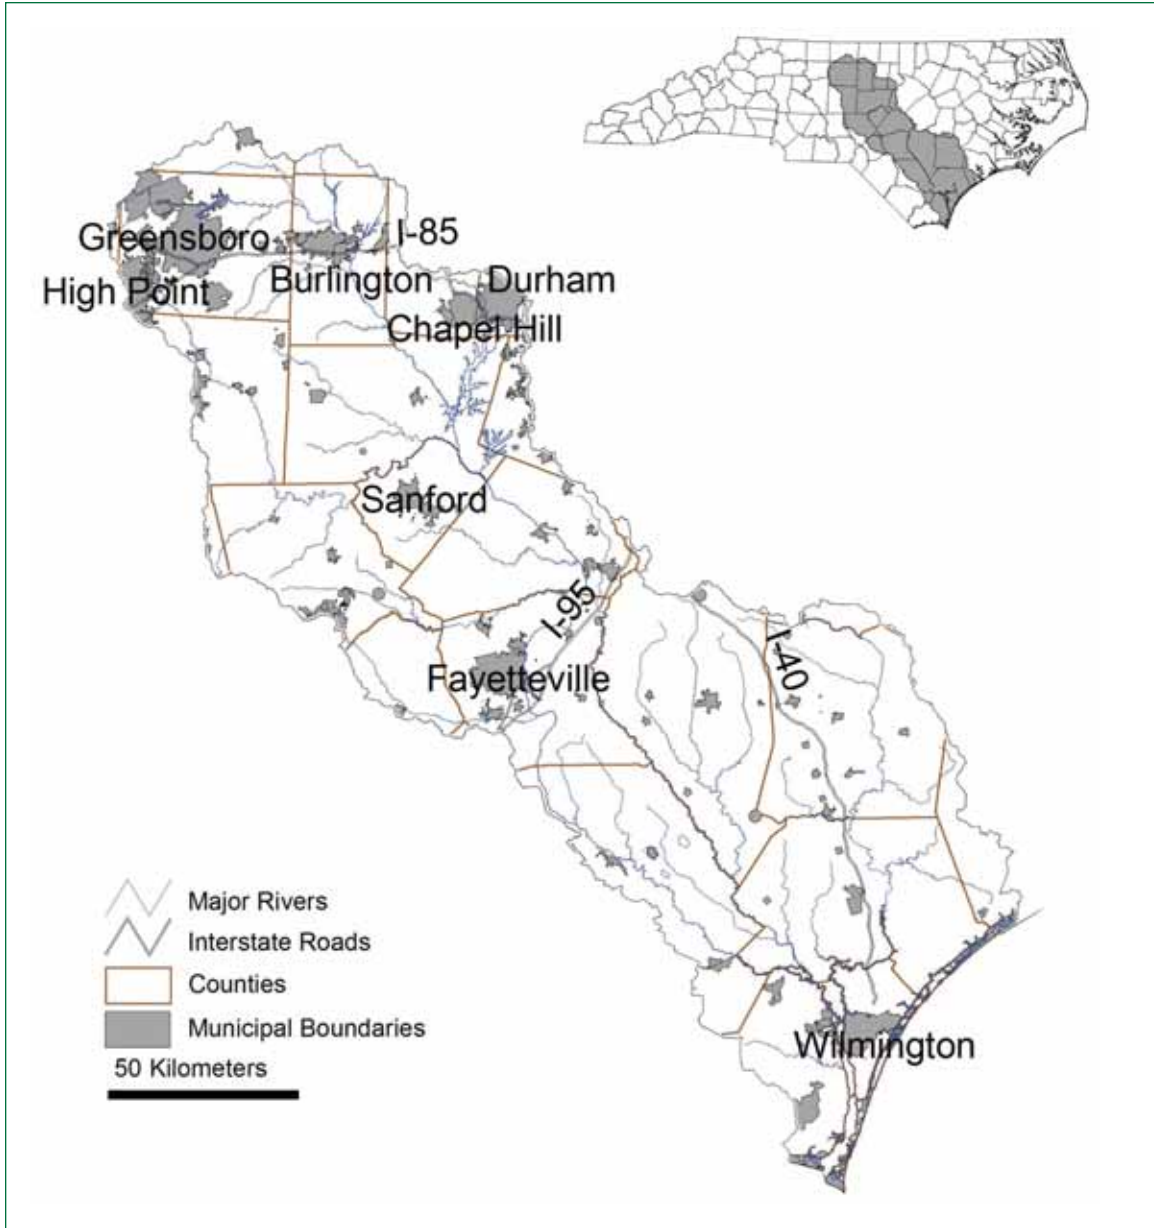 I-85
Greensboro
Burlington
Durham
High Point
Chapel Hill
Sanford
I-95
I-40
Fayetteville
Major Rivers
Interstate Roads
Counties
Municipal Boundaries
50 Kilometers
Wilmington